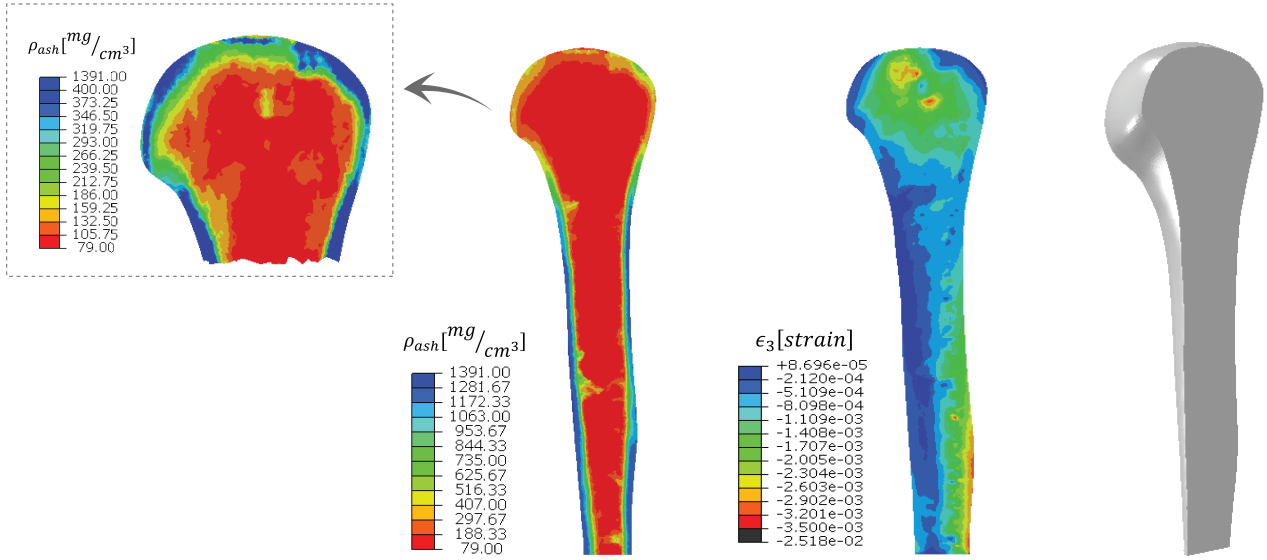 ρash[mg/cm3]
1391.00
400.00
373.25
346.50
319.75
293.00
266.25
239.50
212.75
186.00
159.25
132.50
105.75
79.00
ρash[mg/cm3]
1391.00
1281.67
1172.33
1063.00
953.67
844.33
735.00
625.67
516.33
407.00
297.67
188.33
79.00
ϵ3[strain]
+8.696e-05
-2.120e-04
-5.109e-04
-8.098e-04
-1.109e-03
-1.408e-03
-1.707e-03
-2.005e-03
-2.304e-03
-2.603e-03
-2.902e-03
-3.201e-03
-3.500e-03
-2.518e-02